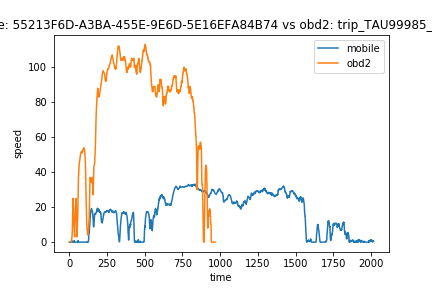 e: 55213F6D-A3BA-455E-9E6D-5E16EFA84B74 vs obd2: trip_TAU99985_
mobile
obd2
speed
100
80
60
40
20
0
0 250 500 750 1000 1250 1500 1750 2000
time